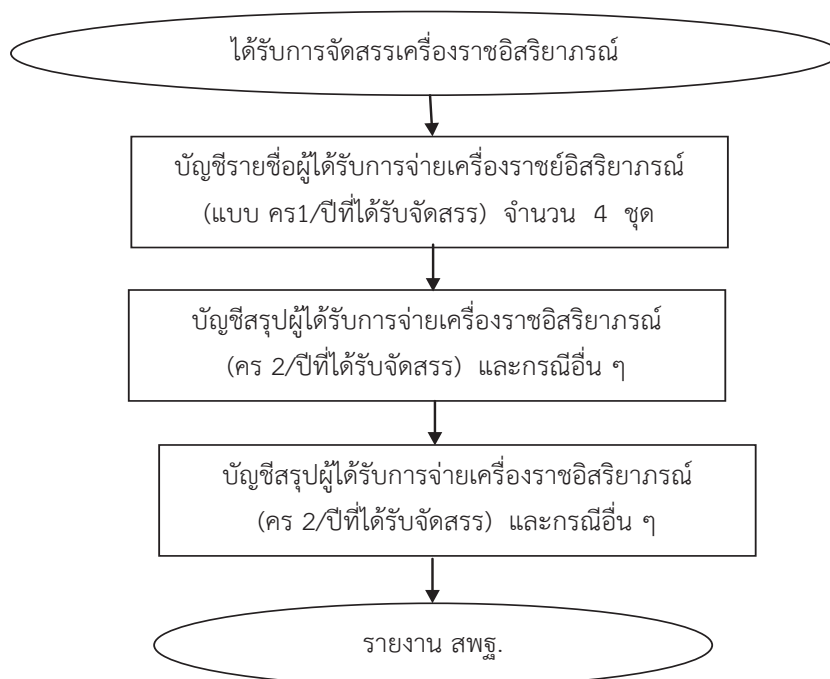 ได้รับการจัดสรรเครื่องราชอิสริยาภรณ์
บัญชีรายชื่อผู้ได้รับการจ่ายเครื่องราชย์อิสริยาภรณ์
(แบบ คร1/ปีที่ได้รับจัดสรร) จำนวน 4 ชุด
บัญชีสรุปผู้ได้รับการจ่ายเครื่องราชอิสริยาภรณ์
(คร 2/ปีที่ได้รับจัดสรร) และกรณีอื่น ๆ
บัญชีสรุปผู้ได้รับการจ่ายเครื่องราชอิสริยาภรณ์
(คร 2/ปีที่ได้รับจัดสรร) และกรณีอื่น ๆ
รายงาน สพฐ.